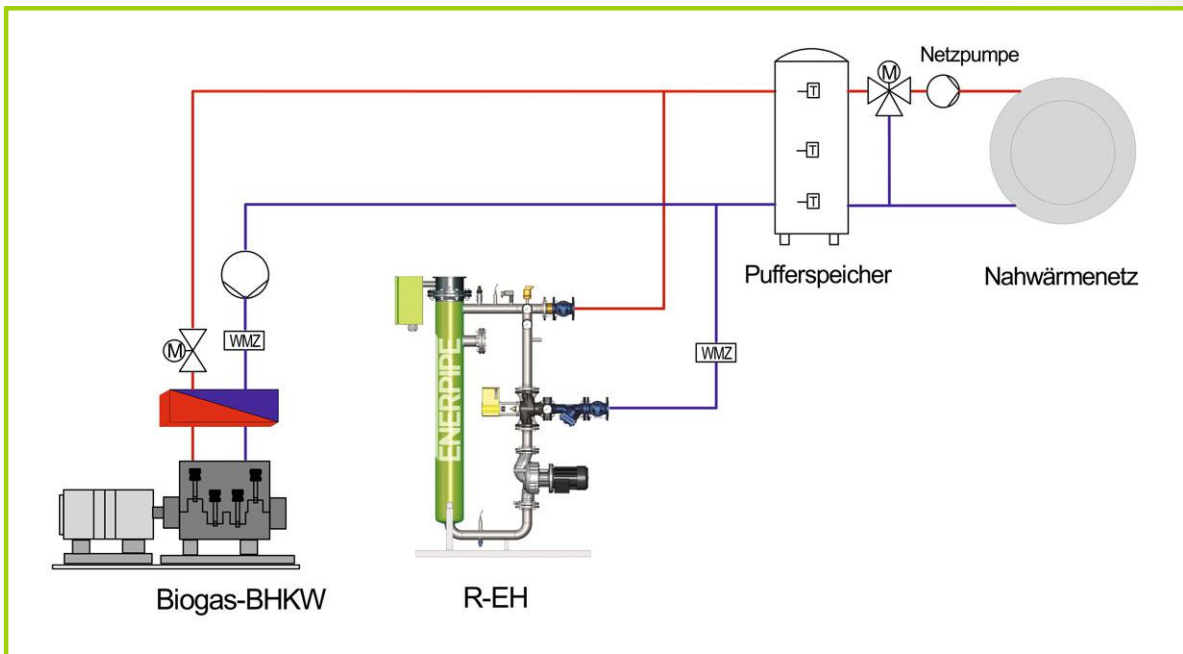 Netzpumpe
M
T
T
T
Pufferspeicher
Nahwärmenetz
M
WMZ
ENERPIPE
WMZ
Biogas-BHKW
R-EH